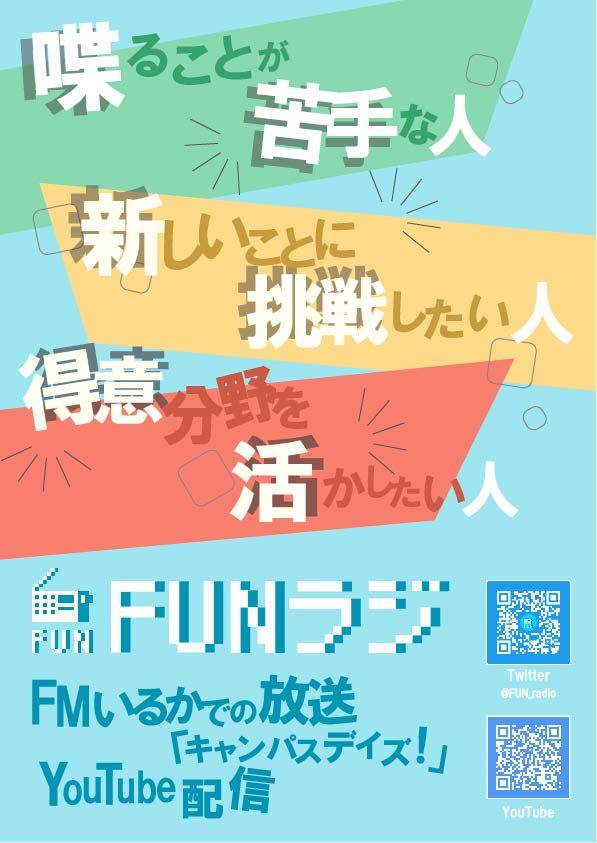 喋ることが
苦手な人
新しいことに
挑戦したい人
得意分野を
活かしたい人
FUN
FUNラジ
FMいるかでの放送
「キャンパスデイズ!」
YouTube配信
Twitter
@FUN_radio
YouTube